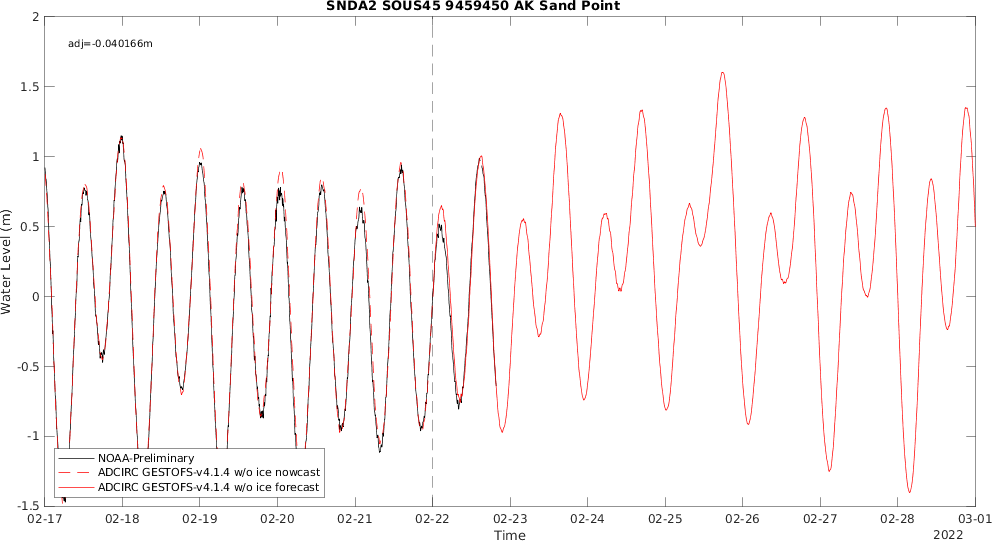 SNDA2 SOUS45 9459450 AK Sand Point
adj=-0.040166m
2
1.5
1
0.5
0
-0.5
-1
-1.5
Water Level (m)
NOAA-Preliminary
ADCIRC GESTOFS-v4.1.4 w/o ice nowcast
ADCIRC GESTOFS-v4.1.4 w/o ice forecast
02-17 02-18 02-19 02-20 02-21 02-22 02-23 02-24 02-25 02-26 02-27 02-28 03-01
Time
2022